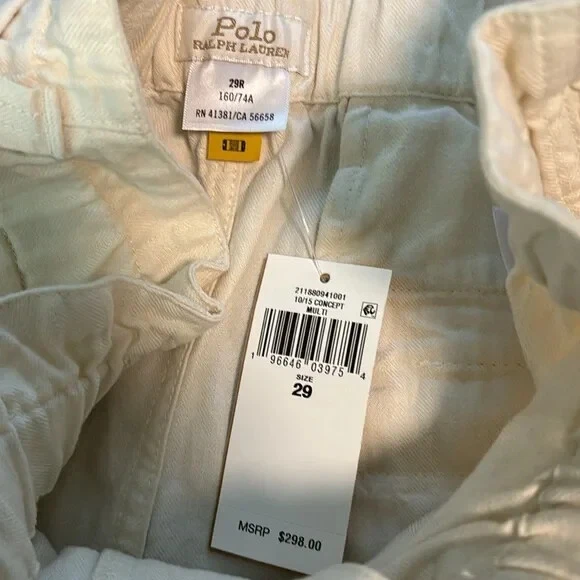 Polo
RALPH LAUREN
29R
160/74A
RN 41381/CA 56658
211880941001
10/15 CONCEPT
MULTI
1 96646 03975 4
SIZE
29
MSRP $298.00